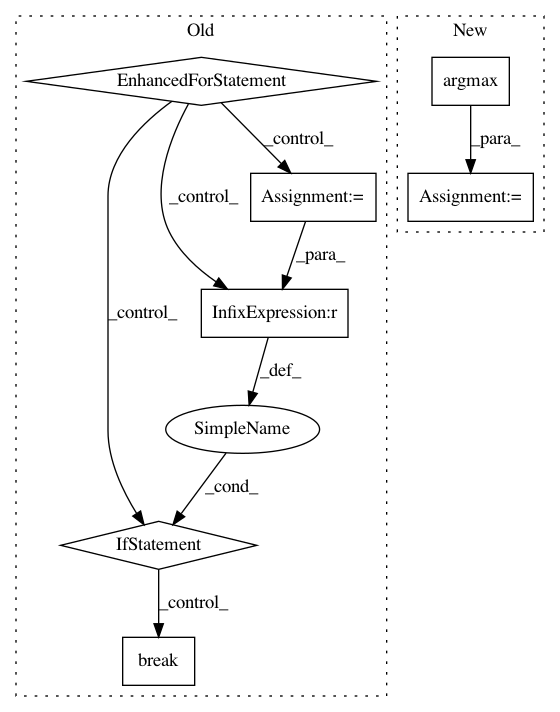 Old
New
EnhancedForStatement
argmax
_control_
_para_
_control_
Assignment:=
Assignment:=
_para_
_control_
InfixExpression:r
_def_
SimpleName
_cond_
IfStatement
_control_
break